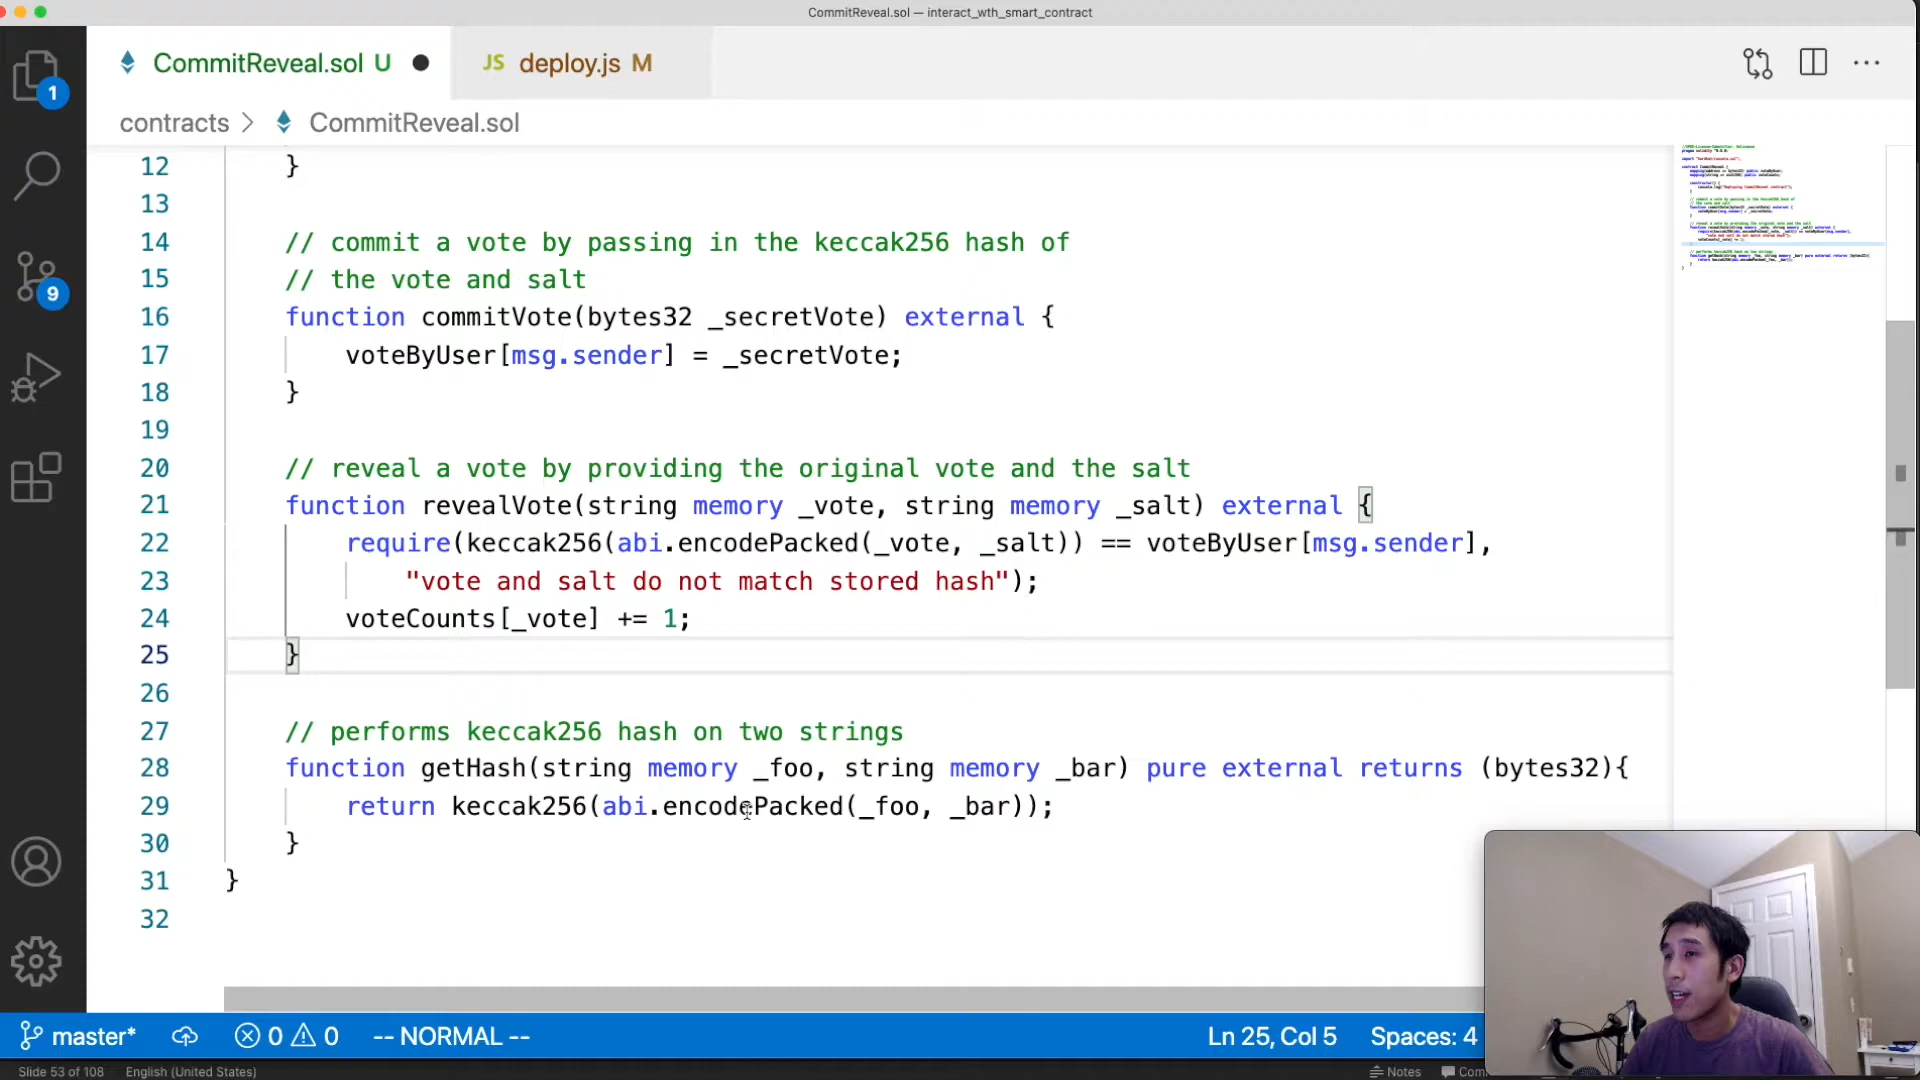 CommitReveal.sol — interact_wth_smart_contract
CommitReveal.sol U
JS deploy.js M
contracts > CommitReveal.sol
1
9
12 }
13
14 // commit a vote by passing in the keccak256 hash of
15 // the vote and salt
16 function commitVote(bytes32 _secretVote) external {
17 voteByUser[msg.sender] = _secretVote;
18 }
19
20 // reveal a vote by providing the original vote and the salt
21 function revealVote(string memory _vote, string memory _salt) external {
22 require(keccak256(abi.encodePacked(_vote, _salt)) == voteByUser[msg.sender],
23 "vote and salt do not match stored hash");
24 voteCounts[_vote] += 1;
25 }
26
27 // performs keccak256 hash on two strings
28 function getHash(string memory _foo, string memory _bar) pure external returns (bytes32){
29 return keccak256(abi.encodePacked(_foo, _bar));
30 }
31 }
32
master* 0 0 -- NORMAL -- Ln 25, Col 5 Spaces: 4
Slide 53 of 108 English (United States) Notes